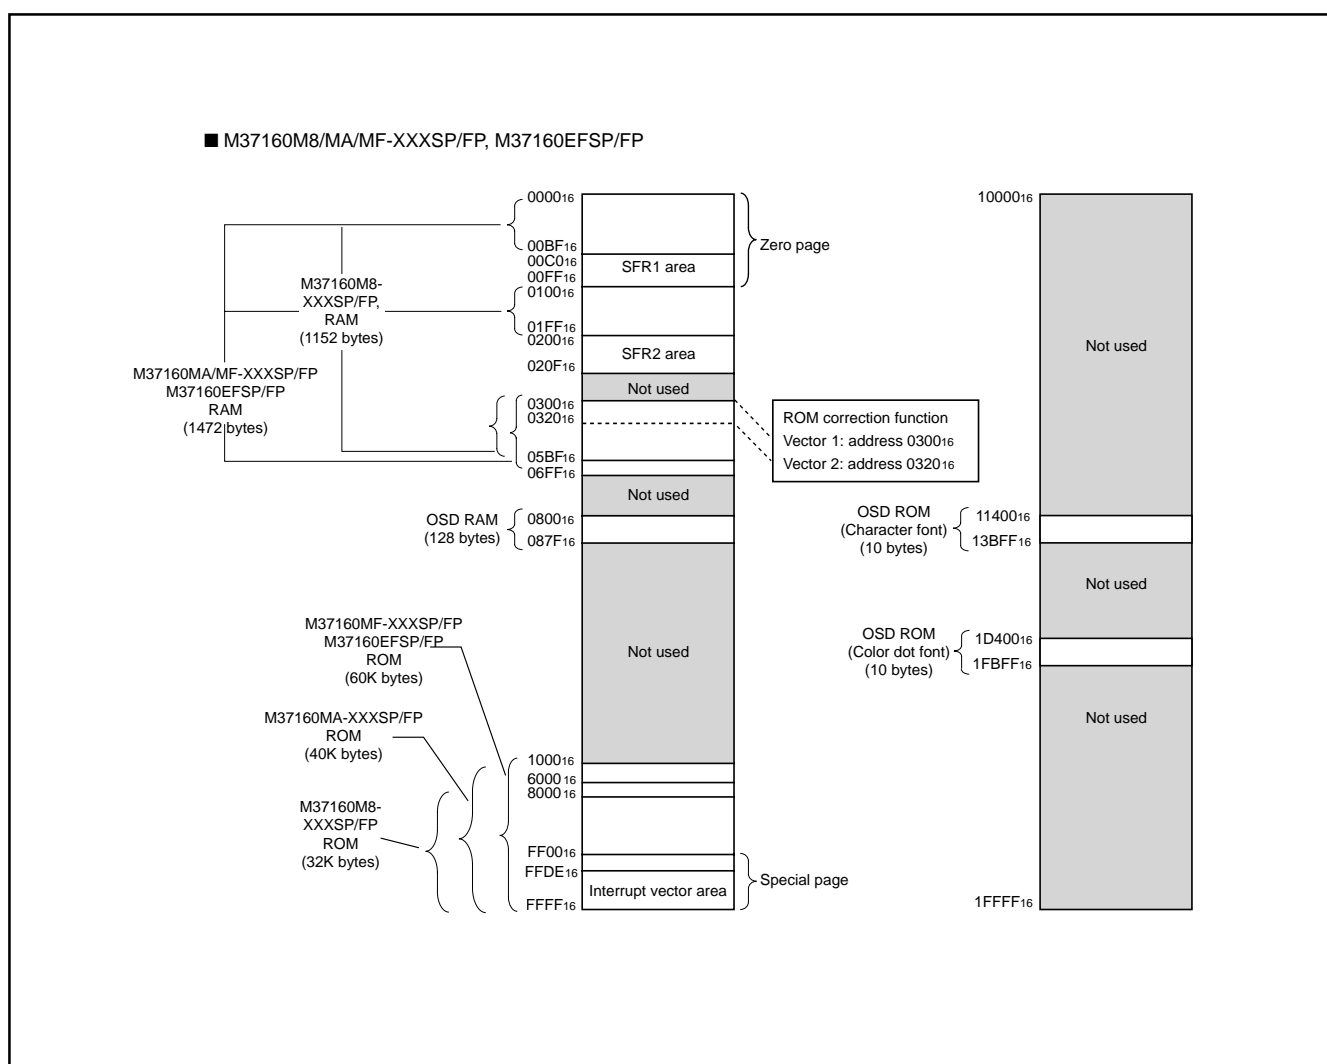 ■ M37160M8/MA/MF-XXXSP/FP, M37160EFSP/FP
000016
00BF16
00C016
00FF16
010016
01FF16
020016
020F16
030016
032016
05BF16
06FF16
080016
087F16
100016
600016
800016
FF0016
FFDE16
FFFF16
SFR1 area
SFR2 area
Not used
Not used
Not used
Interrupt vector area
Zero page
Special page
M37160M8-
XXXSP/FP,
RAM
(1152 bytes)
M37160MA/MF-XXXSP/FP
M37160EFSP/FP
RAM
(1472 bytes)
ROM correction function
Vector 1: address 030016
Vector 2: address 032016
OSD RAM
(128 bytes)
M37160MF-XXXSP/FP
M37160EFSP/FP
ROM
(60K bytes)
M37160MA-XXXSP/FP
ROM
(40K bytes)
M37160M8-
XXXSP/FP
ROM
(32K bytes)
1000016
Not used
OSD ROM
(Character font)
(10 bytes)
1140016
13BFF16
Not used
OSD ROM
(Color dot font)
(10 bytes)
1D40016
1FBFF16
Not used
1FFFF16